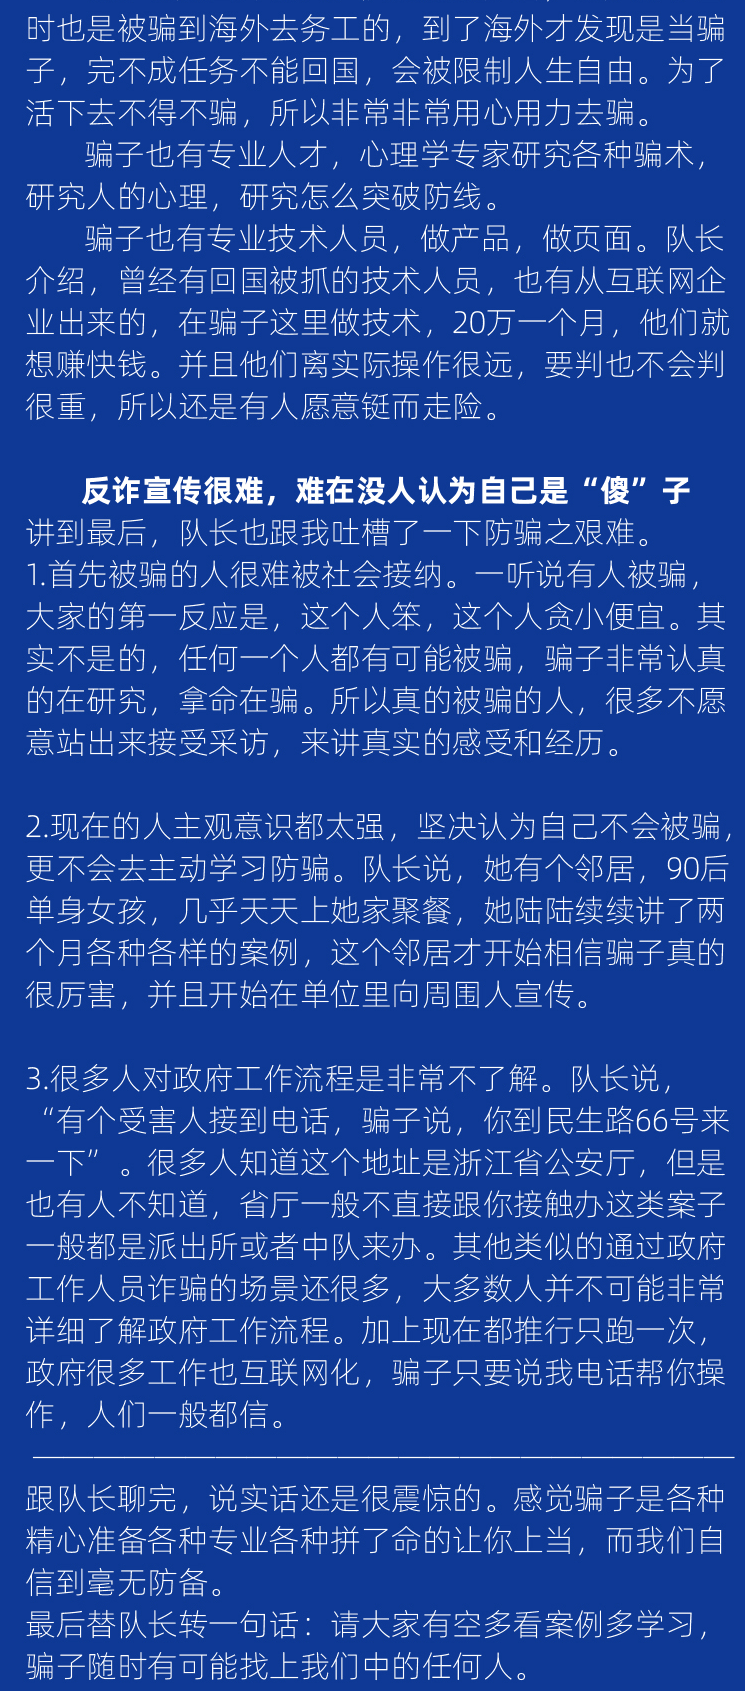 时也是被骗到海外去务工的，到了海外才发现是当骗
子，完不成任务不能回国，会被限制人生自由。为了
活下去不得不骗，所以非常非常用心用力去骗。
骗子也有专业人才，心理学专家研究各种骗术，
研究人的心理，研究怎么突破防线。
骗子也有专业技术人员，做产品，做页面。队长
介绍，曾经有回国被抓的技术人员，也有从互联网企
业出来的，在骗子这里做技术，20万一个月，他们就
想赚快钱。并且他们离实际操作很远，要判也不会判
很重，所以还是有人愿意铤而走险。
反诈宣传很难，难在没人认为自己是“傻”子
讲到最后，队长也跟我吐槽了一下防骗之艰难。
1.首先被骗的人很难被社会接纳。一听说有人被骗，
大家的第一反应是，这个人笨，这个人贪小便宜。其
实不是的，任何一个人都有可能被骗，骗子非常认真
的在研究，拿命在骗。所以真的被骗的人，很多不愿
意站出来接受采访，来讲真实的感受和经历。
2.现在的人主观意识都太强，坚决认为自己不会被骗，
更不会去主动学习防骗。队长说，她有个邻居，90后
单身女孩，几乎天天上她家聚餐，她陆陆续续讲了两
个月各种各样的案例，这个邻居才开始相信骗子真的
很厉害，并且开始在单位里向周围人宣传。
3.很多人对政府工作流程是非常不了解。队长说，
“有个受害人接到电话，骗子说，你到民生路66号来
一下”。很多人知道这个地址是浙江省公安厅，但是
也有人不知道，省厅一般不直接跟你接触办这类案子
一般都是派出所或者中队来办。其他类似的通过政府
工作人员诈骗的场景还很多，大多数人并不可能非常
详细了解政府工作流程。加上现在都推行只跑一次，
政府很多工作也互联网化，骗子只要说我电话帮你操
作，人们一般都信。
跟队长聊完，说实话还是很震惊的。感觉骗子是各种
精心准备各种专业各种拼了命的让你上当，而我们自
信到毫无防备。
最后替队长转一句话：请大家有空多看案例多学习，
骗子随时有可能找上我们中的任何人。